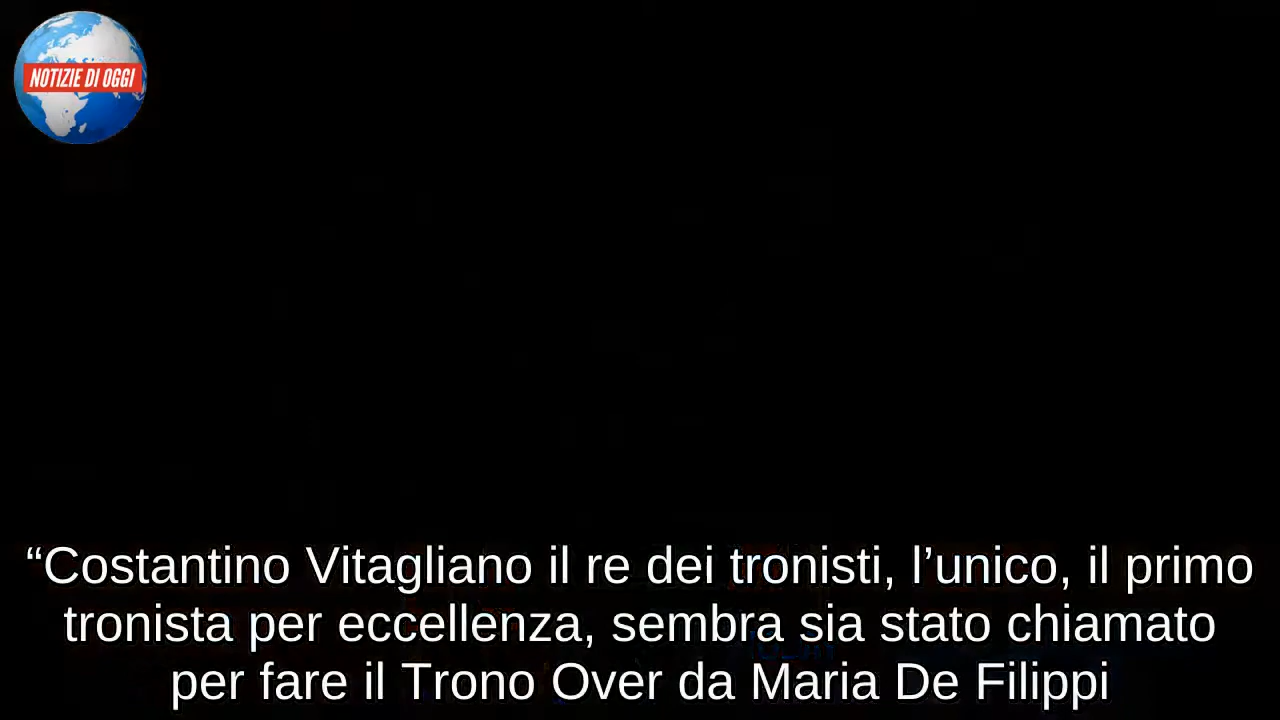 NOTIZIE DI OGGI
“Costantino Vitagliano il re dei tronisti, l’unico, il primo
tronista per eccellenza, sembra sia stato chiamato
per fare il Trono Over da Maria De Filippi